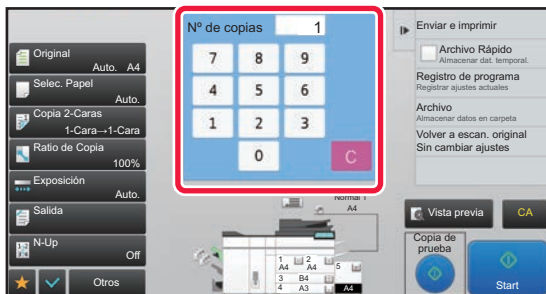 Original
Auto. A4
Selec. Papel
Auto.
Copia 2-Caras
1-Cara→1-Cara
Ratio de Copia
100%
Exposición
Auto.
Salida
N-Up
Off
Otros
Nº de copias 1
7 8 9
4 5 6
1 2 3
0 C
Normal 1
A4
1 A4 2 A4 5 A4
3 B4
4 A3
Enviar e imprimir
Archivo Rápido
Almacenar dat. temporal.
Registro de programa
Registrar ajustes actuales
Archivo
Almacenar datos en carpeta
Volver a escan. original
Sin cambiar ajustes
Vista previa CA
Copia de
prueba
Start